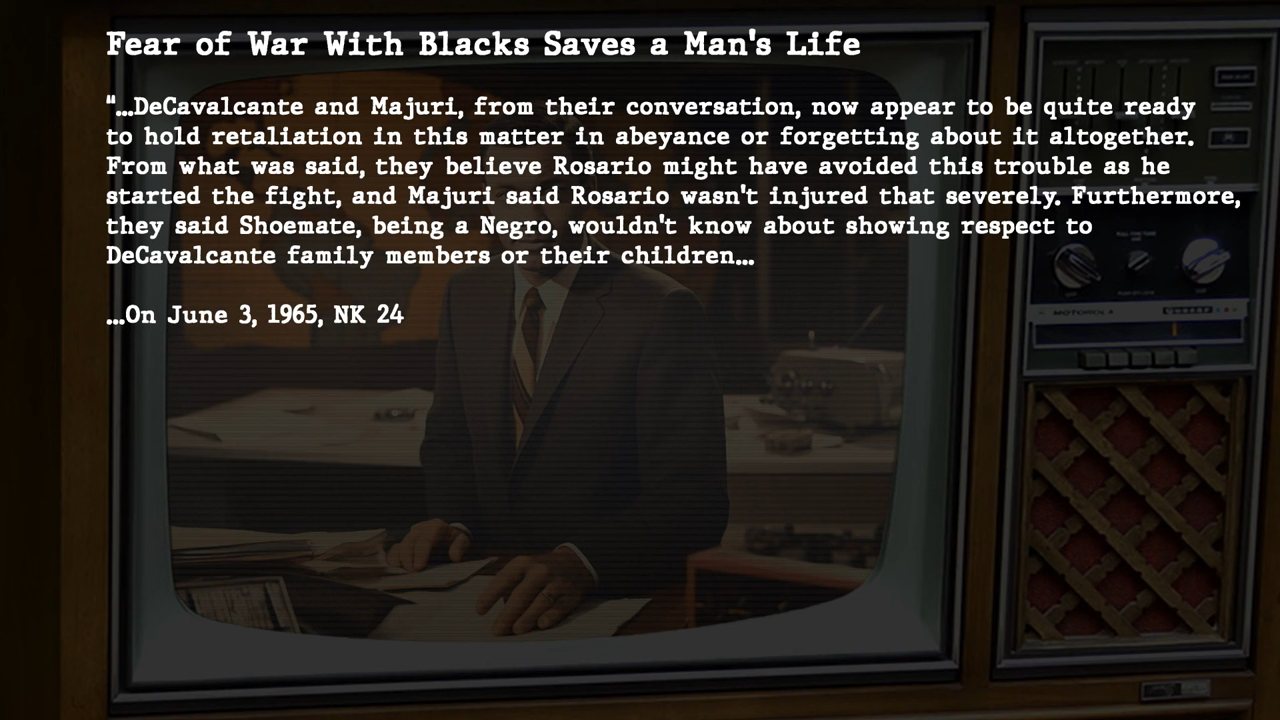 Fear of War With Blacks Saves a Man's Life
“...DeCavalcante and Majuri, from their conversation, now appear to be quite ready
to hold retaliation in this matter in abeyance or forgetting about it altogether.
From what was said, they believe Rosario might have avoided this trouble as he
started the fight, and Majuri said Rosario wasn't injured that severely. Furthermore,
they said Shoemate, being a Negro, wouldn't know about showing respect to
DeCavalcante family members or their children...
...On June 3, 1965, NK 24
MOTOROLA
QUASAR